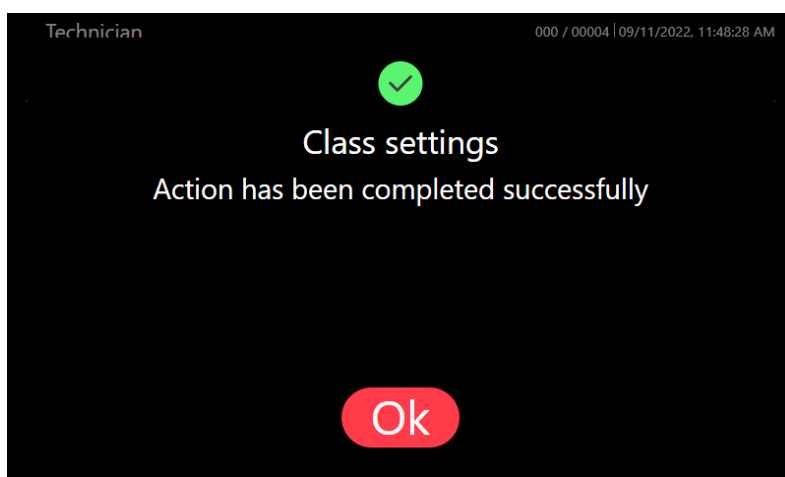 Technician
000 / 00004 | 09/11/2022, 11:48:28 AM
Class settings
Action has been completed successfully
Ok